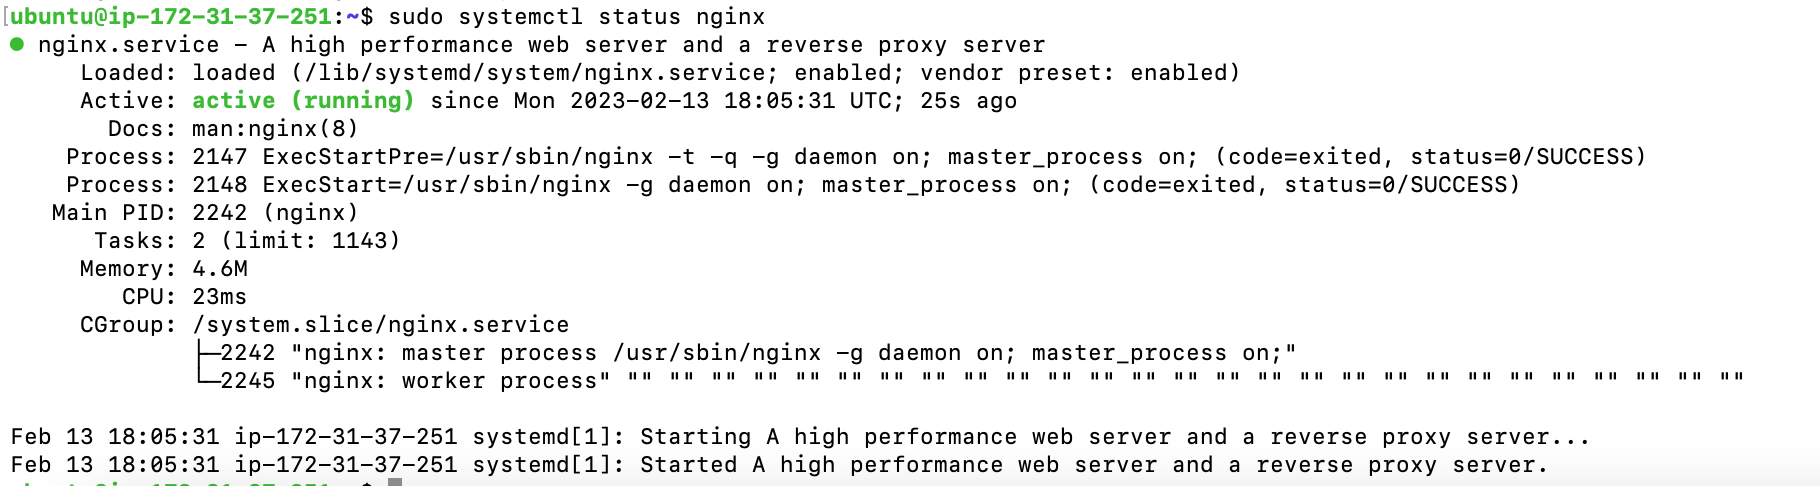 [ubuntu@ip-172-31-37-251:~$ sudo systemctl status nginx
● nginx.service - A high performance web server and a reverse proxy server
     Loaded: loaded (/lib/systemd/system/nginx.service; enabled; vendor preset: enabled)
     Active: active (running) since Mon 2023-02-13 18:05:31 UTC; 25s ago
       Docs: man:nginx(8)
    Process: 2147 ExecStartPre=/usr/sbin/nginx -t -q -g daemon on; master_process on; (code=exited, status=0/SUCCESS)
    Process: 2148 ExecStart=/usr/sbin/nginx -g daemon on; master_process on; (code=exited, status=0/SUCCESS)
   Main PID: 2242 (nginx)
      Tasks: 2 (limit: 1143)
     Memory: 4.6M
        CPU: 23ms
     CGroup: /system.slice/nginx.service
             ├─2242 "nginx: master process /usr/sbin/nginx -g daemon on; master_process on;"
             └─2245 "nginx: worker process" "" "" "" "" "" "" "" "" "" "" "" "" "" "" "" "" "" "" "" "" "" "" "" "" "" "" ""

Feb 13 18:05:31 ip-172-31-37-251 systemd[1]: Starting A high performance web server and a reverse proxy server...
Feb 13 18:05:31 ip-172-31-37-251 systemd[1]: Started A high performance web server and a reverse proxy server.